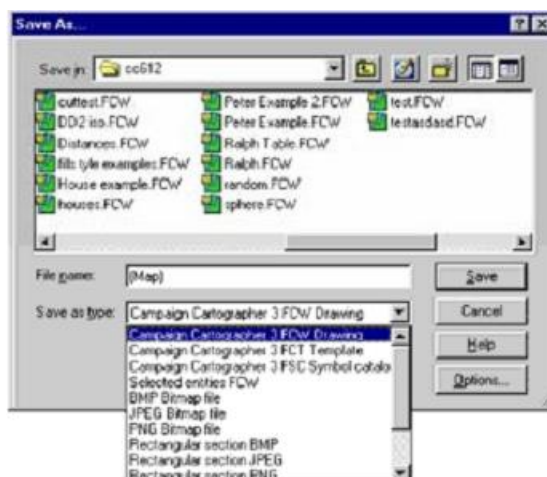 Save As...
Save in: cc612
cuttest.FCW Peter Example 2.FCW test.FCW
DD2 iso.FCW Peter Example.FCW testasdasd.FCW
Distances.FCW Ralph Table.FCW
fills tyle examples.FCW Ralph.FCW
House example.FCW random.FCW
houses.FCW sphere.FCW
File name: (Map) Save
Save as type: Campaign Cartographer 3 FCW Drawing Cancel
Campaign Cartographer 3 FCW Drawing
Campaign Cartographer 3 FCT Template Help
Campaign Cartographer 3 FSC Symbol catalo
Selected entities FCW Options...
BMP Bitmap file
JPEG Bitmap file
PNG Bitmap file
Rectangular section BMP
Rectangular section JPEG
Rectangular section PNG